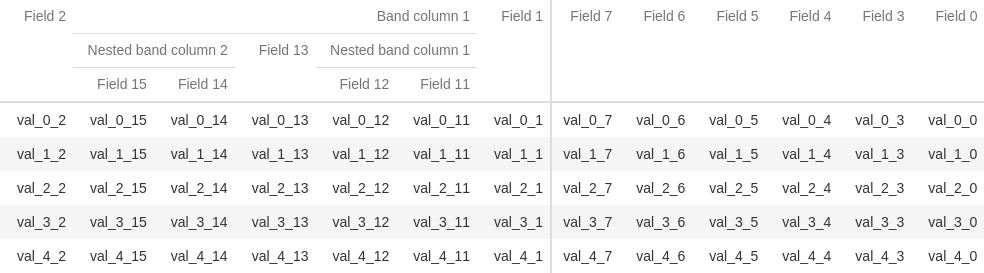 Field 2 Band column 1 Field 1 Field 7 Field 6 Field 5 Field 4 Field 3 Field 0
Nested band column 2 Field 13 Nested band column 1
Field 15 Field 14 Field 12 Field 11
val_0_2 val_0_15 val_0_14 val_0_13 val_0_12 val_0_11 val_0_1 val_0_7 val_0_6 val_0_5 val_0_4 val_0_3 val_0_0
val_1_2 val_1_15 val_1_14 val_1_13 val_1_12 val_1_11 val_1_1 val_1_7 val_1_6 val_1_5 val_1_4 val_1_3 val_1_0
val_2_2 val_2_15 val_2_14 val_2_13 val_2_12 val_2_11 val_2_1 val_2_7 val_2_6 val_2_5 val_2_4 val_2_3 val_2_0
val_3_2 val_3_15 val_3_14 val_3_13 val_3_12 val_3_11 val_3_1 val_3_7 val_3_6 val_3_5 val_3_4 val_3_3 val_3_0
val_4_2 val_4_15 val_4_14 val_4_13 val_4_12 val_4_11 val_4_1 val_4_7 val_4_6 val_4_5 val_4_4 val_4_3 val_4_0